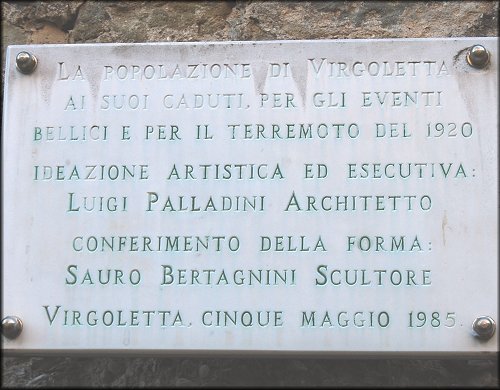 La popolazione di Virgoletta
ai suoi caduti, per gli eventi
bellici e per il terremoto del 1920
ideazione artistica ed esecutiva:
Luigi Palladini Architetto
conferimento della forma:
Sauro Bertagnini Scultore
Virgoletta, cinque maggio 1985.